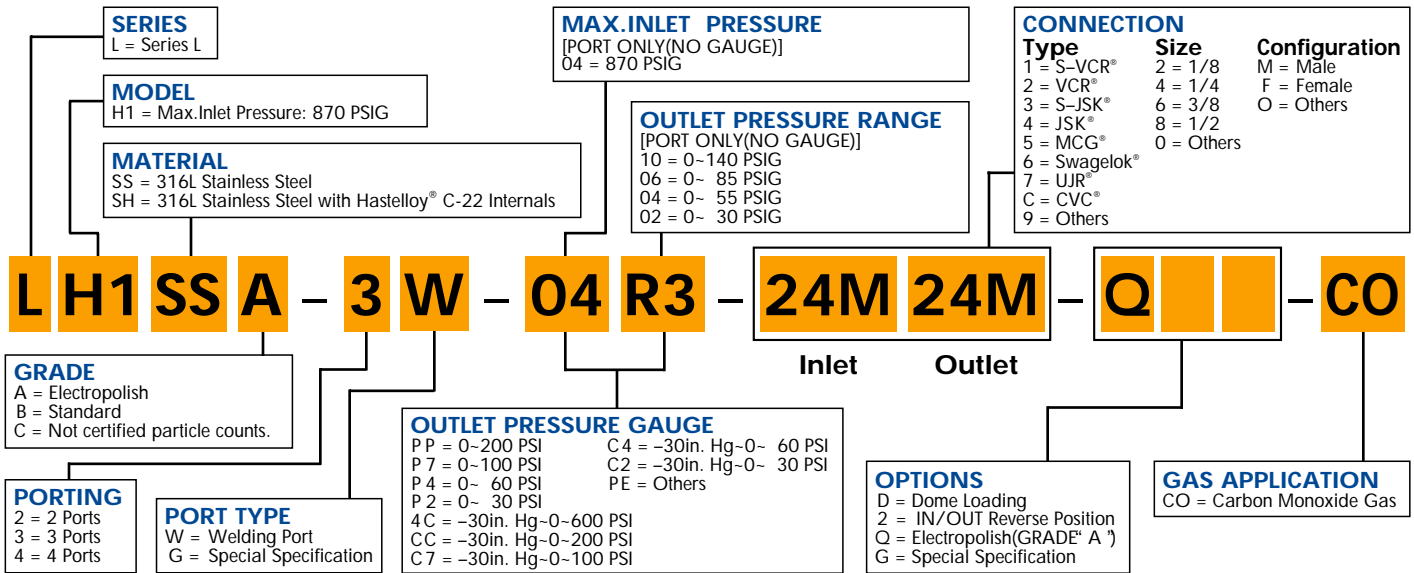 SERIES
L = Series L
MODEL
H1 = Max.Inlet Pressure: 870 PSIG
MATERIAL
SS = 316L Stainless Steel
SH = 316L Stainless Steel with Hastelloy® C-22 Internals
MAX.INLET PRESSURE
[PORT ONLY(NO GAUGE)]
04 = 870 PSIG
OUTLET PRESSURE RANGE
[PORT ONLY(NO GAUGE)]
10 = 0~140 PSIG
06 = 0~ 85 PSIG
04 = 0~ 55 PSIG
02 = 0~ 30 PSIG
CONNECTION
Type Size Configuration
1 = S–VCR® 2 = 1/8 M = Male
2 = VCR® 4 = 1/4 F = Female
3 = S–JSK® 6 = 3/8 O = Others
4 = JSK® 8 = 1/2
5 = MCG® 0 = Others
6 = Swagelok®
7 = UJR®
C = CVC®
9 = Others
L H1 SS A – 3 W – 04 R3 – 24M 24M – Q – CO
Inlet Outlet
GRADE
A = Electropolish
B = Standard
C = Not certified particle counts.
PORTING
2 = 2 Ports
3 = 3 Ports
4 = 4 Ports
PORT TYPE
W = Welding Port
G = Special Specification
OUTLET PRESSURE GAUGE
PP = 0~200 PSI C4 = –30in. Hg~0~ 60 PSI
P7 = 0~100 PSI C2 = –30in. Hg~0~ 30 PSI
P4 = 0~ 60 PSI PE = Others
P2 = 0~ 30 PSI
4C = –30in. Hg~0~600 PSI
CC = –30in. Hg~0~200 PSI
C7 = –30in. Hg~0~100 PSI
OPTIONS
D = Dome Loading
2 = IN/OUT Reverse Position
Q = Electropolish(GRADE“ A ”)
G = Special Specification
GAS APPLICATION
CO = Carbon Monoxide Gas